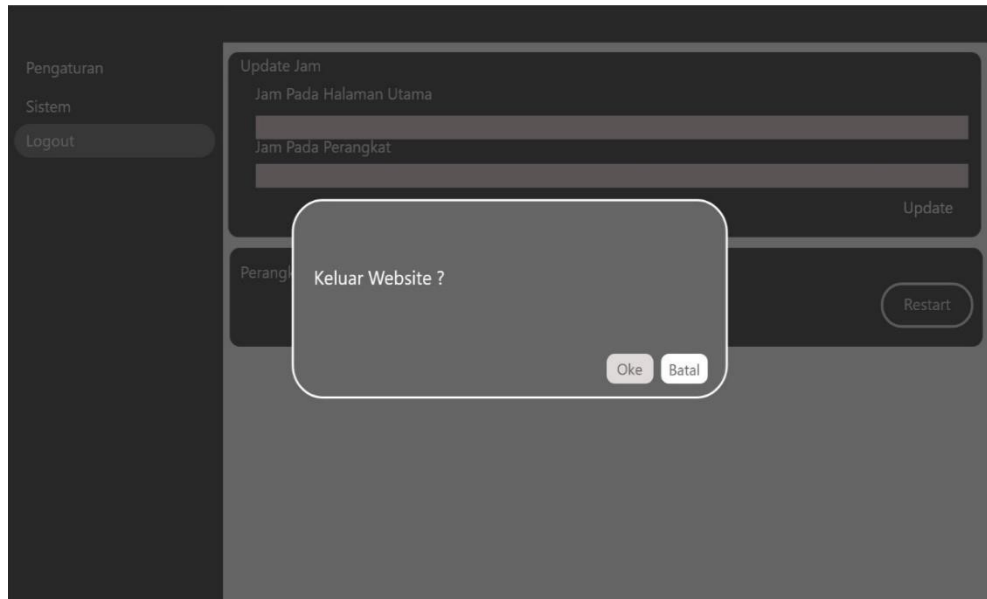 Pengaturan
Sistem
Logout
Update Jam
Jam Pada Halaman Utama
Jam Pada Perangkat
Update
Keluar Website ?
Oke
Batal
Restart